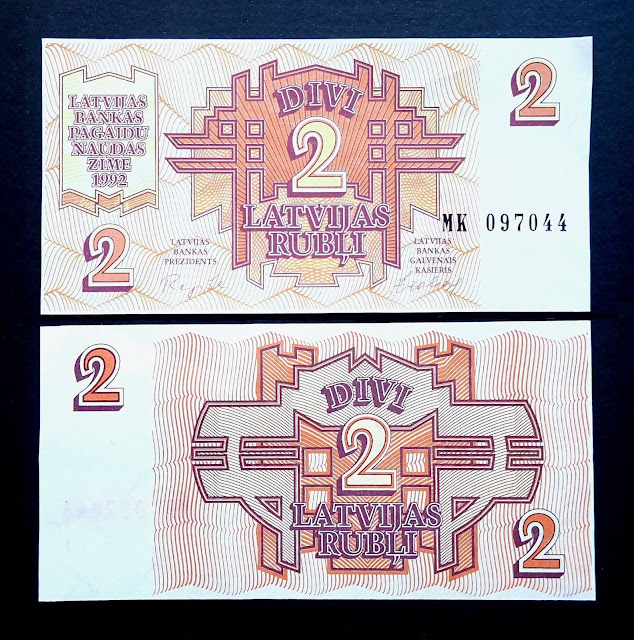 LATVIJAS
BANKAS
PAGAIDU
NAUDAS
ZIME
1992
DIVI
2
LATVIJAS
RUBĻI
2
2
MK 097044
LATVIJAS
BANKAS
PREZIDENTS
LATVIJAS
BANKAS
GALVENAIS
KASIERIS
2
DIVI
2
LATVIJAS
RUBĻI
2